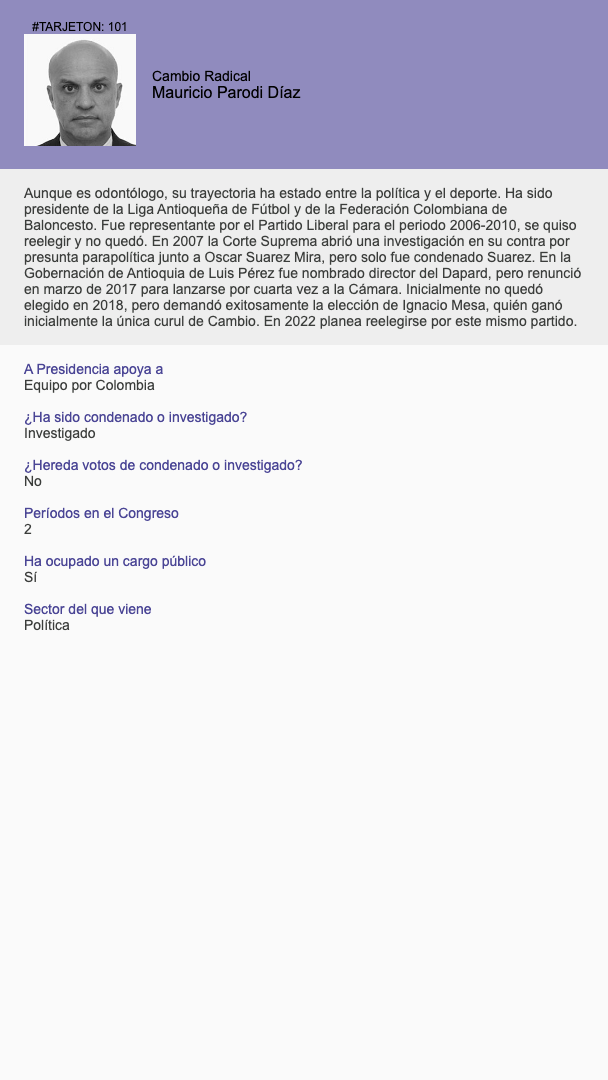 #TARJETON: 101
Cambio Radical
Mauricio Parodi Díaz
Aunque es odontólogo, su trayectoria ha estado entre la política y el deporte. Ha sido
presidente de la Liga Antioqueña de Fútbol y de la Federación Colombiana de
Baloncesto. Fue representante por el Partido Liberal para el periodo 2006-2010, se quiso
reelegir y no quedó. En 2007 la Corte Suprema abrió una investigación en su contra por
presunta parapolítica junto a Oscar Suarez Mira, pero solo fue condenado Suarez. En la
Gobernación de Antioquia de Luis Pérez fue nombrado director del Dapard, pero renunció
en marzo de 2017 para lanzarse por cuarta vez a la Cámara. Inicialmente no quedó
elegido en 2018, pero demandó exitosamente la elección de Ignacio Mesa, quién ganó
inicialmente la única curul de Cambio. En 2022 planea reelegirse por este mismo partido.
A Presidencia apoya a
Equipo por Colombia
¿Ha sido condenado o investigado?
Investigado
¿Hereda votos de condenado o investigado?
No
Períodos en el Congreso
2
Ha ocupado un cargo público
Sí
Sector del que viene
Política